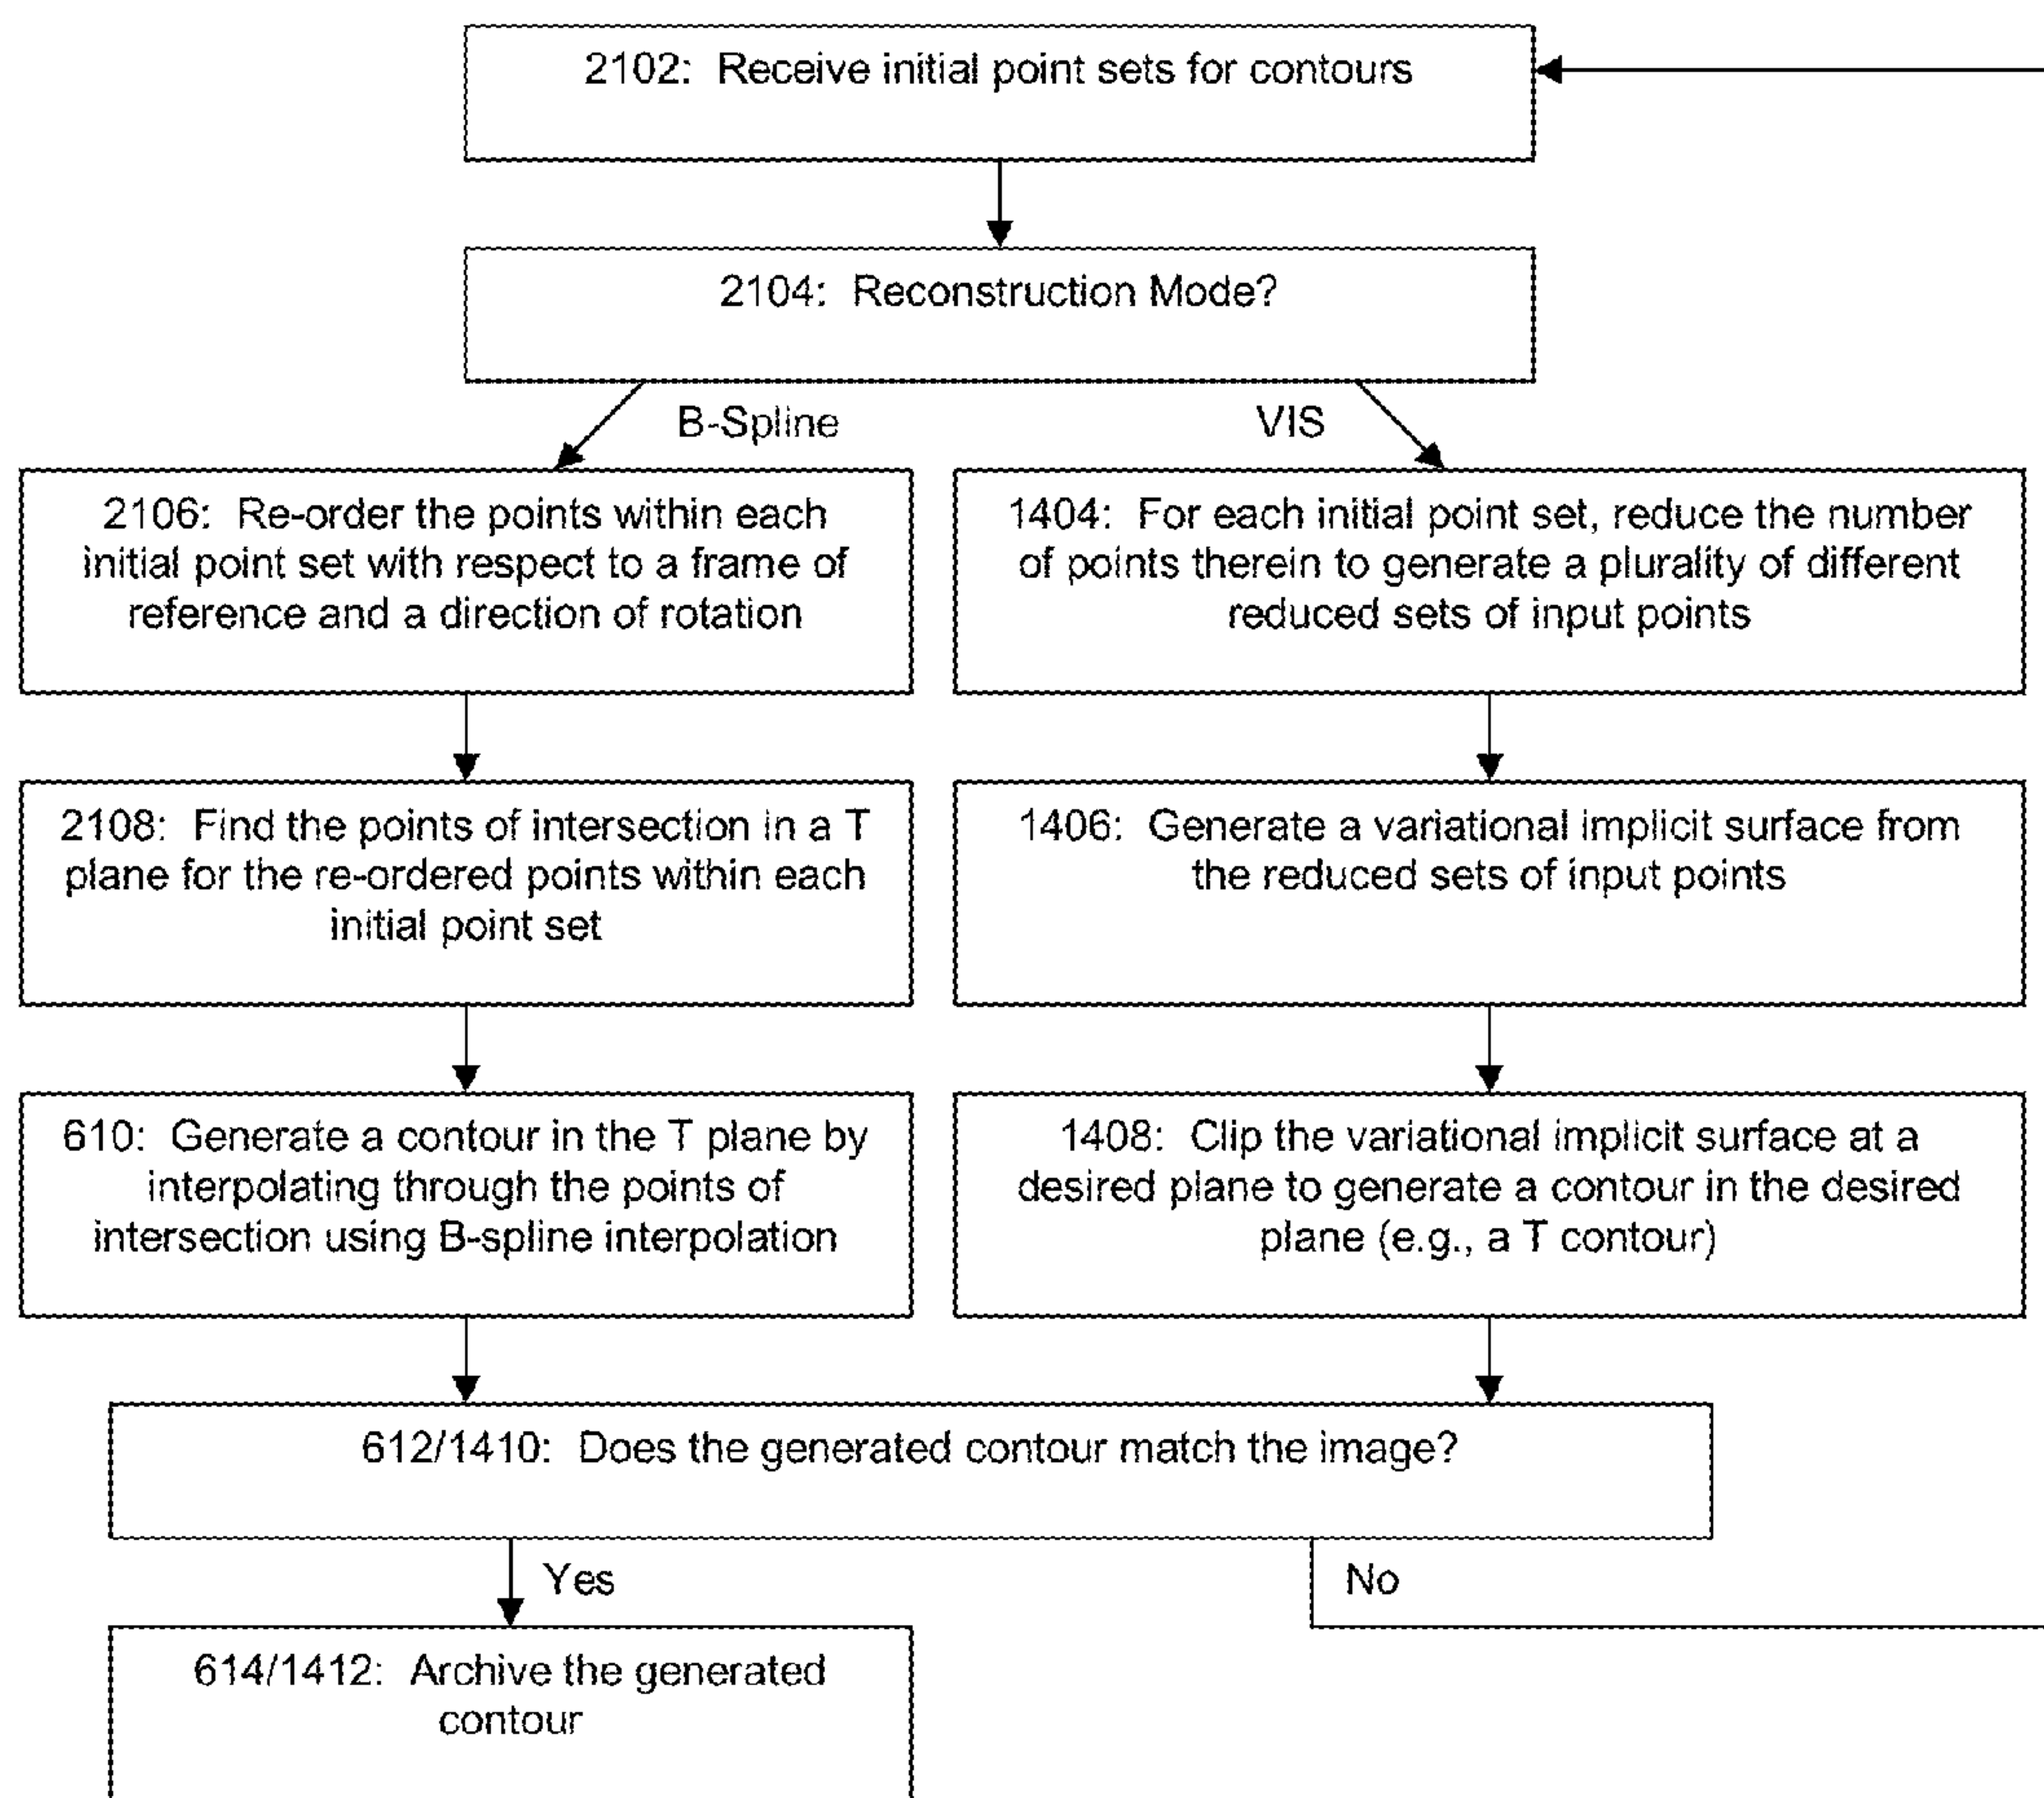 2102: Receive initial point sets for contours
2104: Reconstruction Mode?
B-Spline
VIS
2106: Re-order the points within each
initial point set with respect to a frame of
reference and a direction of rotation
1404: For each initial point set, reduce the number
of points therein to generate a plurality of different
reduced sets of input points
2108: Find the points of intersection in a T
plane for the re-ordered points within each
initial point set
1406: Generate a variational implicit surface from
the reduced sets of input points
610: Generate a contour in the T plane by
interpolating through the points of
intersection using B-spline interpolation
1408: Clip the variational implicit surface at a
desired plane to generate a contour in the desired
plane (e.g., a T contour)
612/1410: Does the generated contour match the image?
Yes
No
614/1412: Archive the generated
contour